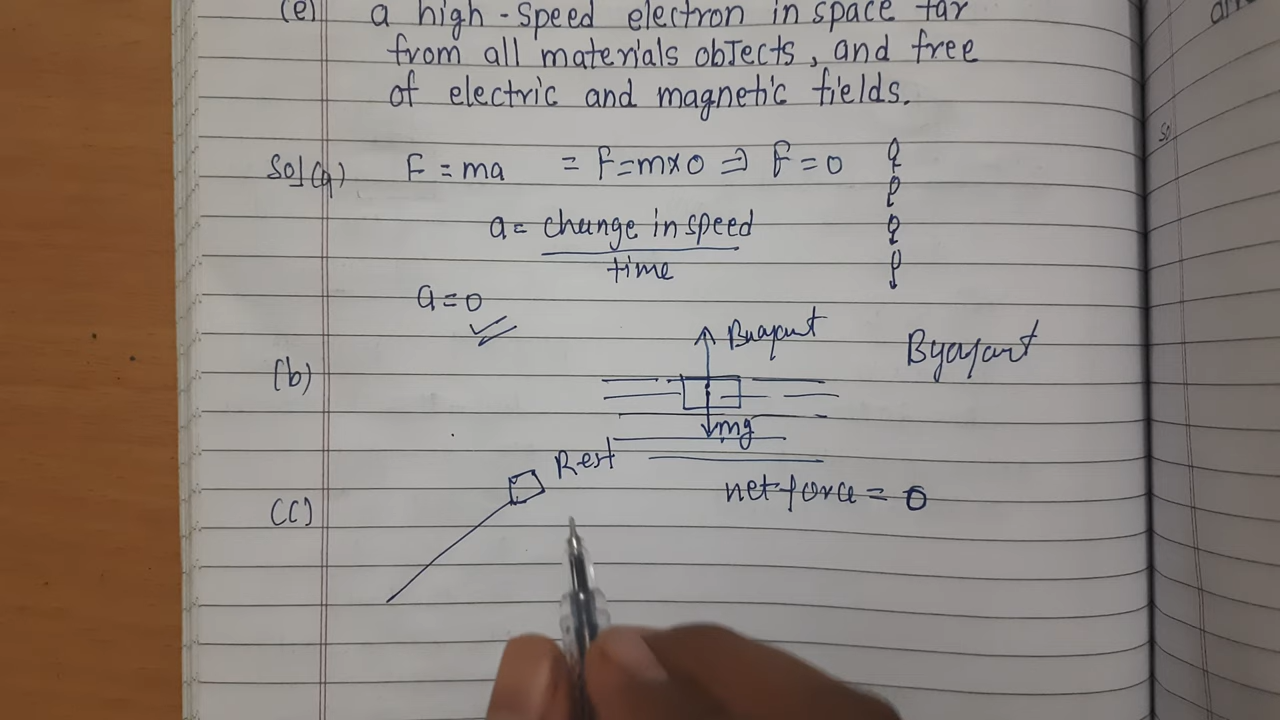 (e) a high-speed electron in space far
from all materials objects, and free
of electric and magnetic fields.
Sol(a) F = ma = F=m×0 ⇒ F=0
a= change in speed
time
a=0
Buayant
Byayant
(b)
mg
Rest
net force = 0
(c)